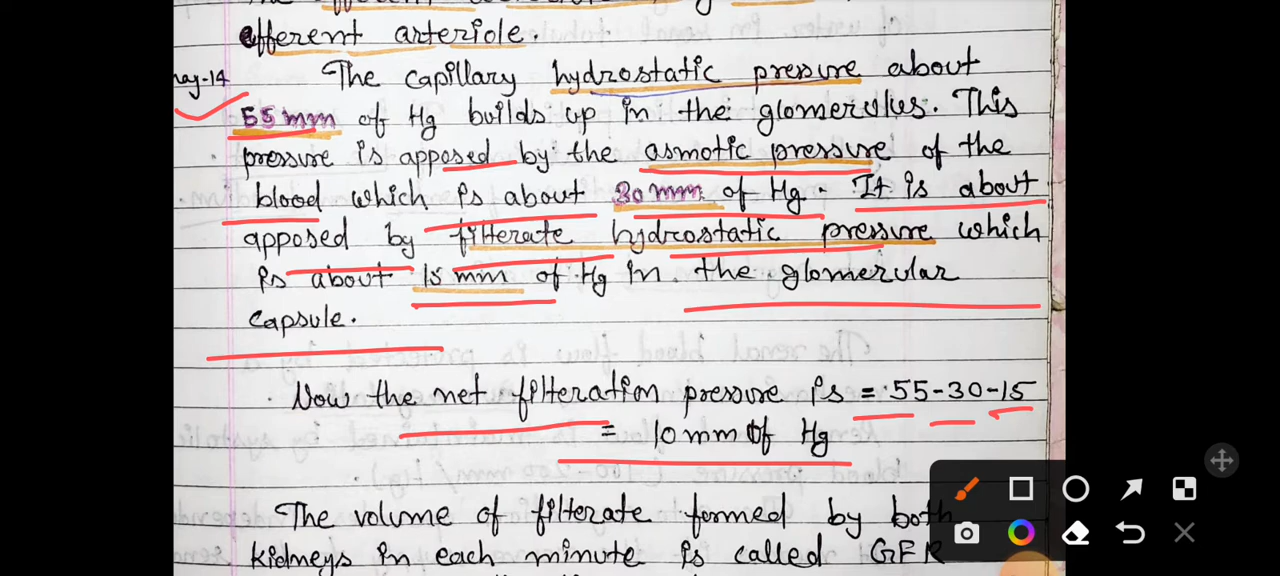 efferent arteriole.
The capillary hydrostatic pressure about
55 mm of Hg builds up in the glomerulus. This
pressure is apposed by the asmotic pressure of the
blood which is about 30 mm of Hg. It is about
apposed by filterate hydrostatic pressure which
is about 15 mm of Hg in the glomerular
capsule.
Now the net filteration pressure is = 55-30-15
= 10 mm of Hg
The volume of filterate formed by both
kidneys in each minute is called GFR